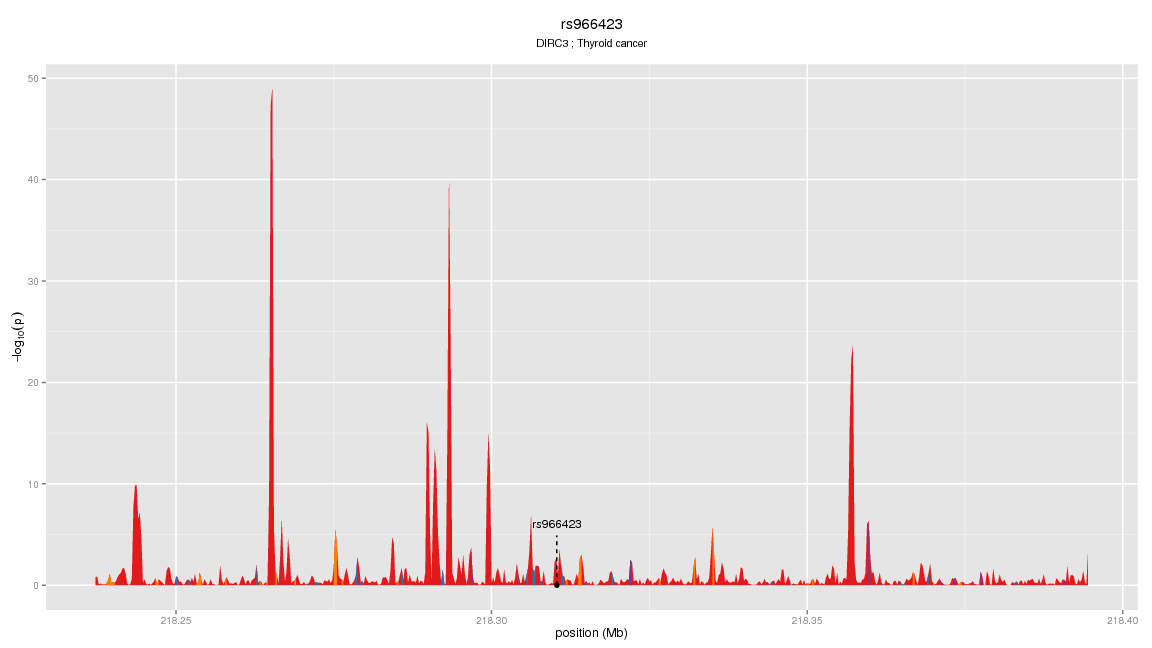 rs966423
DIRC3 ; Thyroid cancer
50
40
30
20
10
0
−log10(p)
rs966423
218.25
218.30
218.35
218.40
position (Mb)